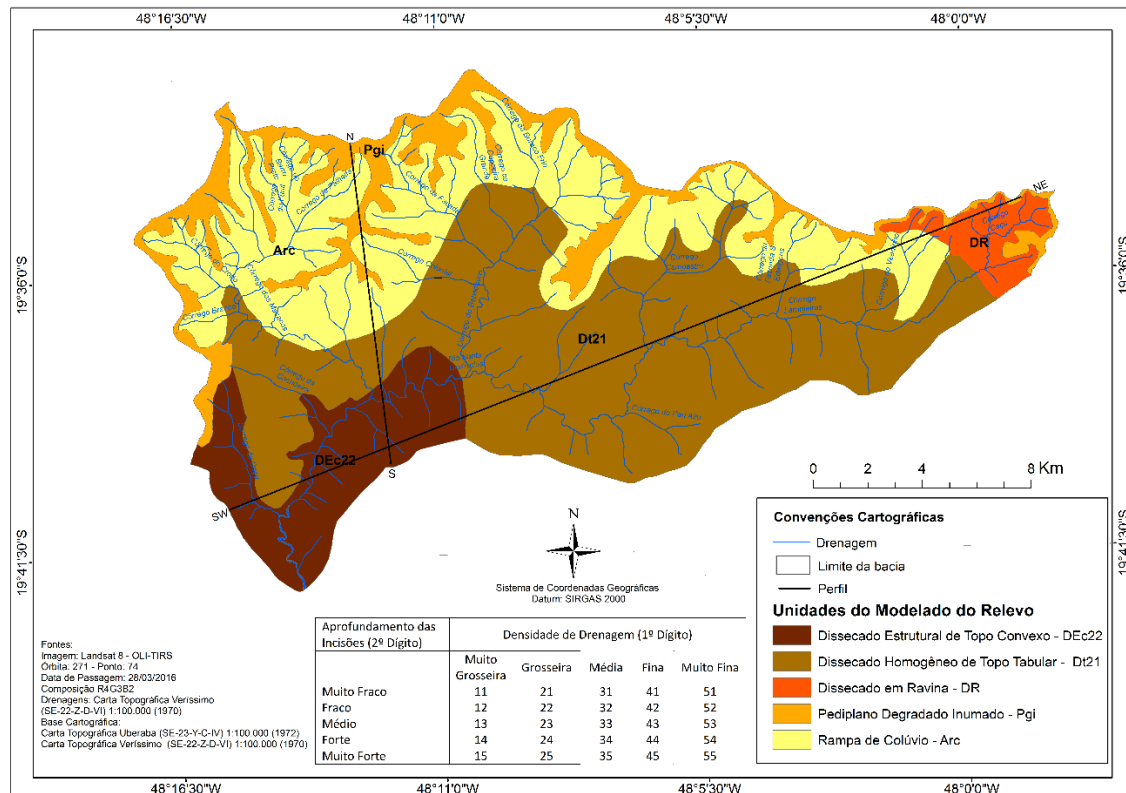 48°16'30"W 48°11'0"W 48°5'30"W 48°0'0"W
19°36'0"S
19°36'0"S
19°41'30"S
19°41'30"S
N
Pgi
NE
DR
Arc
Dt21
DEc22
S
SW
Córrego da Fortaleza
Córrego Lanoso
Córrego Lajeadinho
0 2 4 6 8 Km
N
Sistema de Coordenadas Geográficas
Datum: SIRGAS 2000
Convenções Cartográficas
Drenagem
Limite da bacia
Perfil
Unidades do Modelado do Relevo
Dissecado Estrutural de Topo Convexo - DEc22
Dissecado Homogêneo de Topo Tabular - Dt21
Dissecado em Ravina - DR
Pediplano Degradado Inumado - Pgi
Rampa de Colúvio - Arc
Aprofundamento das Incisões (2º Dígito) Densidade de Drenagem (1º Dígito)
Muito Grosseira Grosseira Média Fina Muito Fina
Muito Fraco 11 21 31 41 51
Fraco 12 22 32 42 52
Médio 13 23 33 43 53
Forte 14 24 34 44 54
Muito Forte 15 25 35 45 55
Fontes:
Imagem: Landsat 8 - OLI-TIRS
Órbita: 271 - Ponto: 74
Data de Passagem: 28/03/2016
Composição R4G3B2
Drenagens: Carta Topográfica Veríssimo
(SE-22-Z-D-VI) 1:100.000 (1970)
Base Cartográfica:
Carta Topográfica Uberaba (SE-23-Y-C-IV) 1:100.000 (1972)
Carta Topográfica Veríssimo (SE-22-Z-D-VI) 1:100.000 (1970)
48°16'30"W 48°11'0"W 48°5'30"W 48°0'0"W